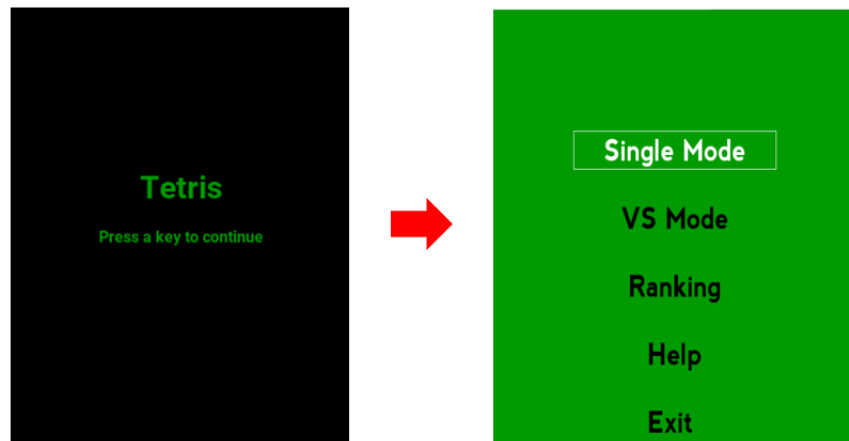 Tetris
Press a key to continue
Single Mode
VS Mode
Ranking
Help
Exit